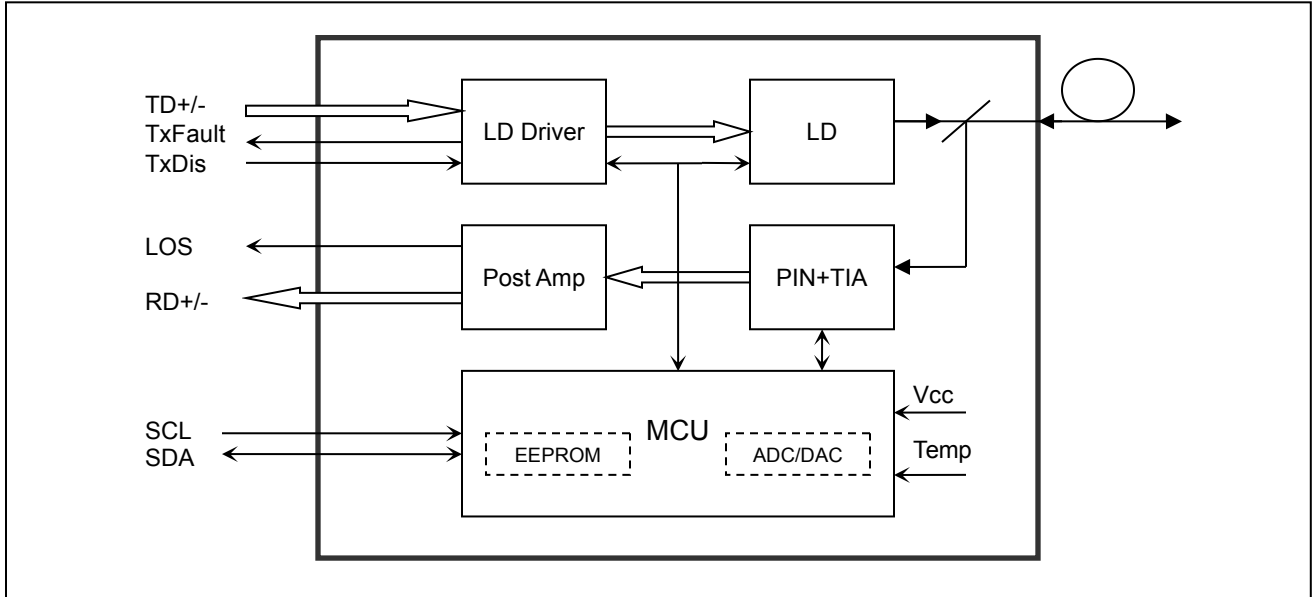 TD+/-
TxFault
TxDis
LD Driver
LD
LOS
RD+/-
Post Amp
PIN+TIA
SCL
SDA
MCU
EEPROM
ADC/DAC
Vcc
Temp